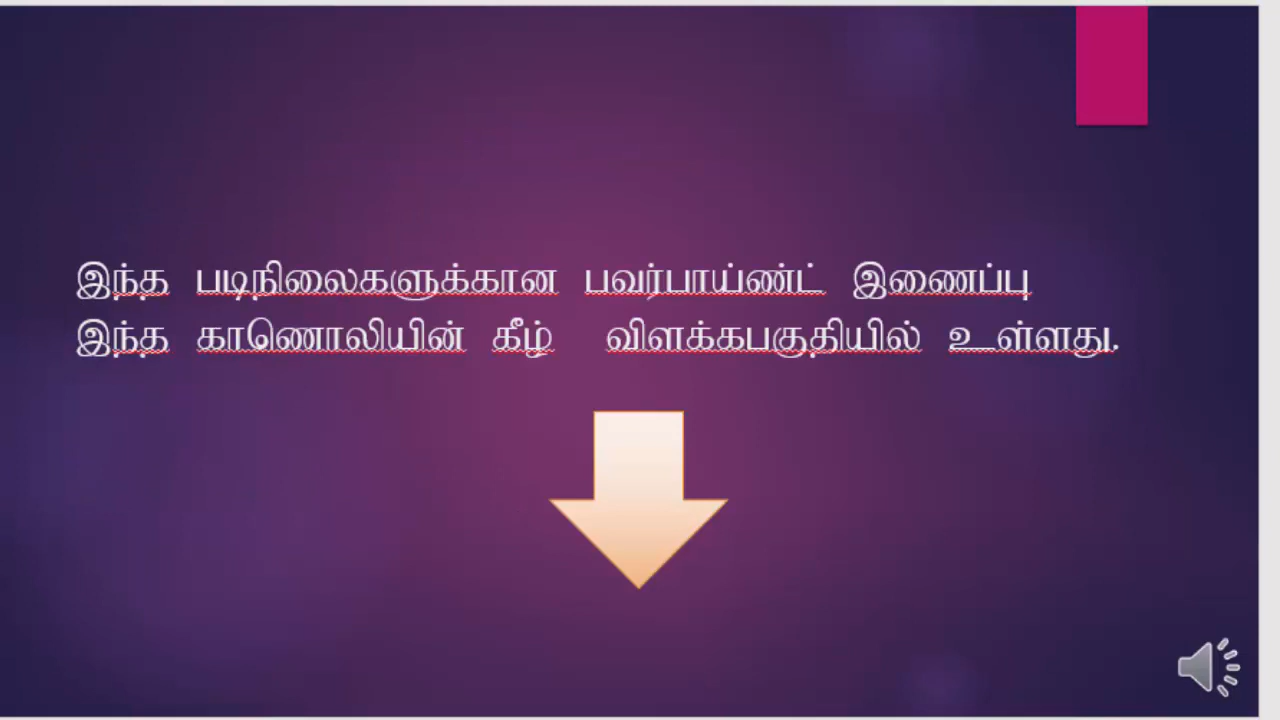 இந்த படிநிலைகளுக்கான பவர்பாய்ண்ட் இணைப்பு
இந்த காணொலியின் கீழ் விளக்கபகுதியில் உள்ளது.